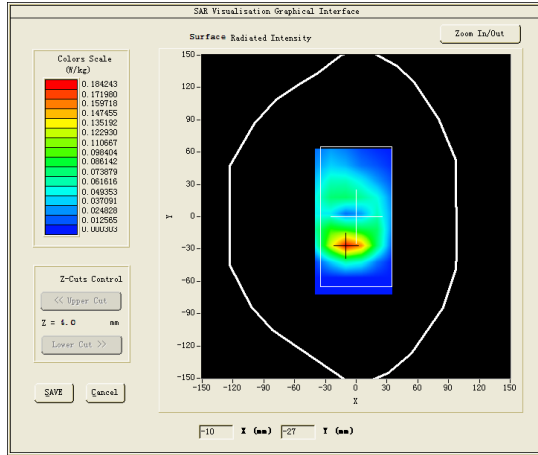 SAR Visualisation Graphical Interface
Surface Radiated Intensity
Zoom In/Out
Colors Scale
(W/kg)
0.184243
0.171980
0.159718
0.147455
0.135192
0.122930
0.110667
0.098404
0.086142
0.073879
0.061616
0.049353
0.037091
0.024828
0.012565
0.000303
150
120
90
60
30
0
-30
-60
-90
-120
-150
Y
-150 -120 -90 -60 -30 0 30 60 90 120 150
X
Z-Cuts Control
<< Upper Cut
Z = 4.0 mm
Lower Cut >>
SAVE
Cancel
-10 X (mm) -27 Y (mm)